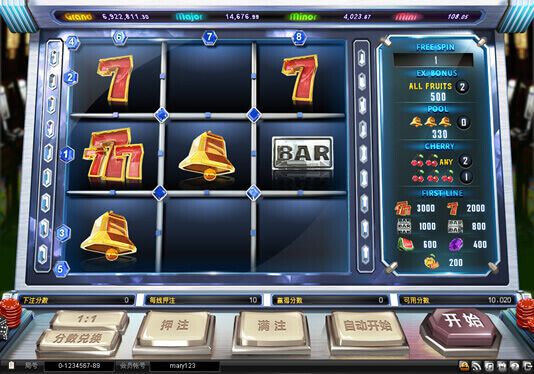 Grand 6,922,811.30 Major 14,676.99 Minor 4,023.67 Mini 108.05
4 6 7 8
2
1
3
5
7 7
777 BAR
FREE SPIN
1
EX.BONUS
ALL FRUITS 2
500
POOL
0
330
CHERRY
ANY 2
1
FIRST LINE
3000 2000
1000 800
600 400
200
下注分数 0 每线押注 10 赢得分数 0 可用分数 10.020
1:1
分数兑换
押注
满注
自动开始
开始
局号 0-1234567-89 会员帐号 mary123